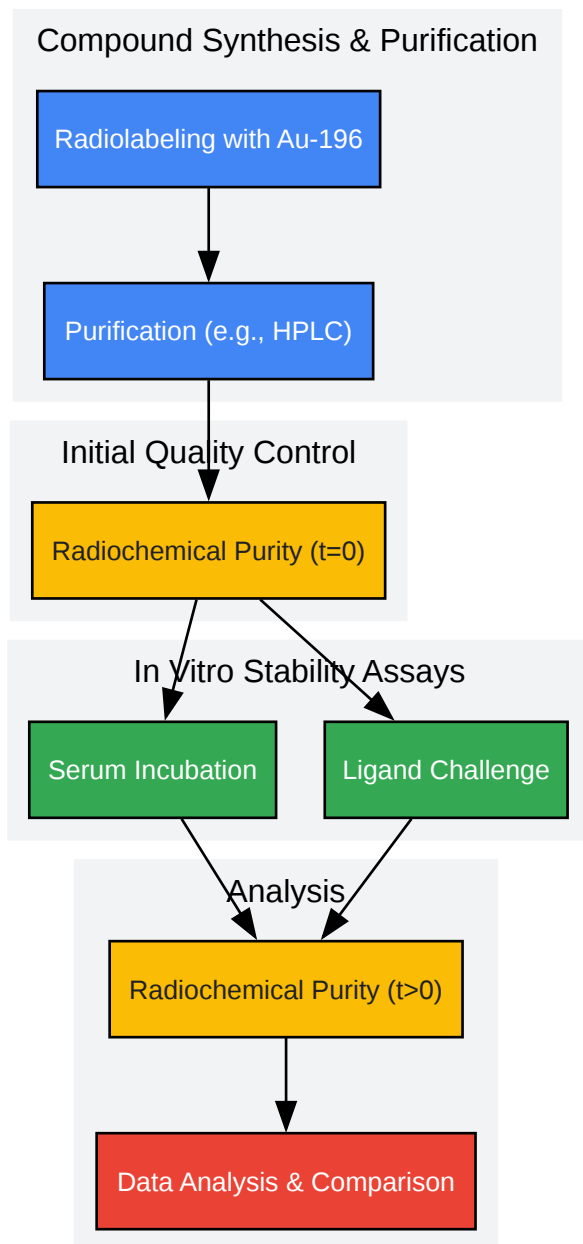 Compound Synthesis & Purification
Radiolabeling with Au-196
Purification (e.g., HPLC)
Initial Quality Control
Radiochemical Purity (t=0)
In Vitro Stability Assays
Serum Incubation
Ligand Challenge
Analysis
Radiochemical Purity (t>0)
Data Analysis & Comparison